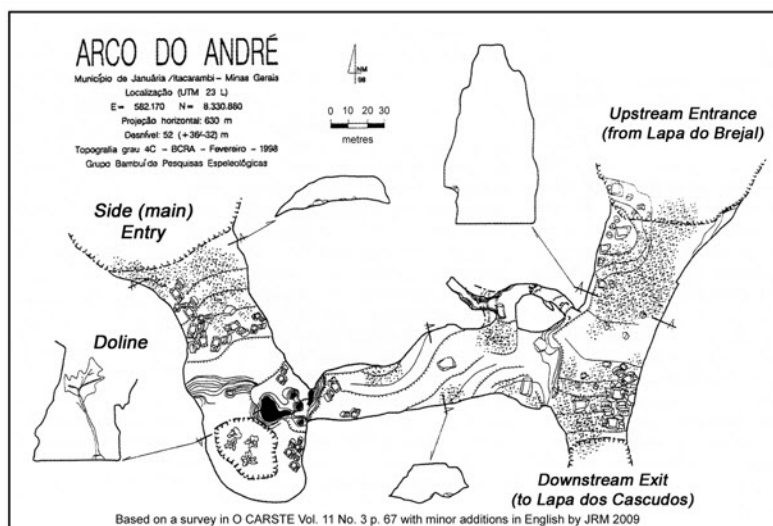 ARCO DO ANDRÉ
Município de Januária /Itacarambi – Minas Gerais
Localização (UTM 23 L)
E= 582.170 N= 8.330.880
Projeção horizontal: 630 m
Desnível: 52 (+36/-32) m
Topografia grau 4C – BCRA – Fevereiro – 1998
Grupo Bambuí de Pesquisas Espeleológicas
NM
98
0 10 20 30
metres
Upstream Entrance
(from Lapa do Brejal)
Side (main)
Entry
Doline
Downstream Exit
(to Lapa dos Cascudos)
Based on a survey in O CARSTE Vol. 11 No. 3 p. 67 with minor additions in English by JRM 2009